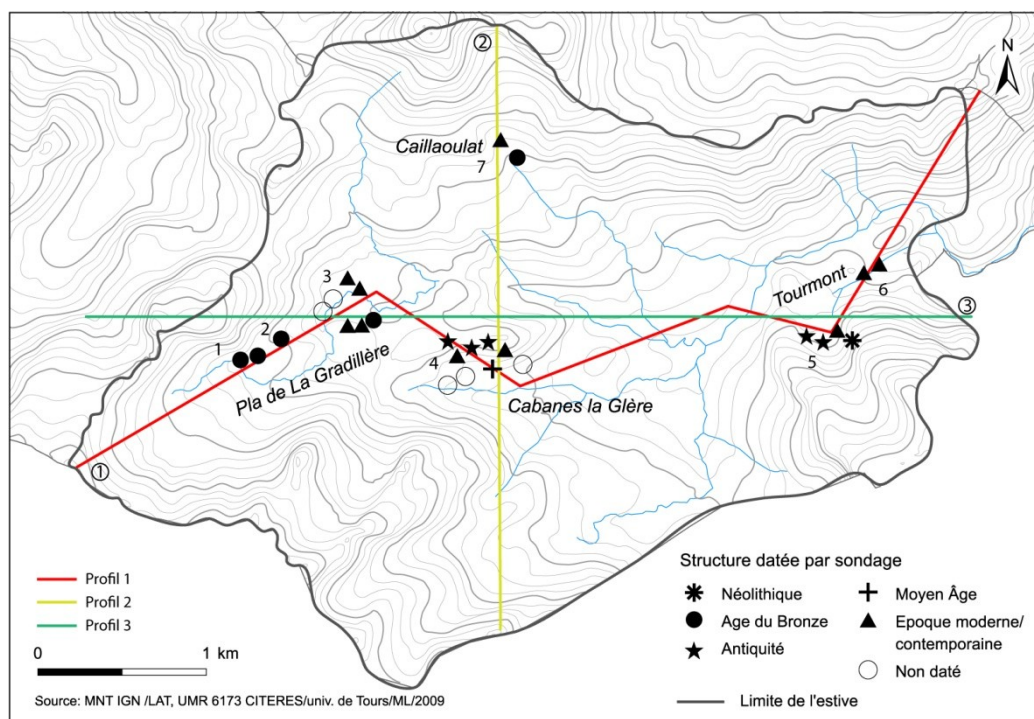 ②
N
Caillaoulat
7
3
Tourmont
6
③
2
1
4
5
Pla de La Gradillère
Cabanes la Glère
①
Profil 1
Profil 2
Profil 3
0 1 km
Source: MNT IGN /LAT, UMR 6173 CITERES/univ. de Tours/ML/2009
Structure datée par sondage
Néolithique
Age du Bronze
Antiquité
Moyen Âge
Epoque moderne/
contemporaine
Non daté
Limite de l'estive